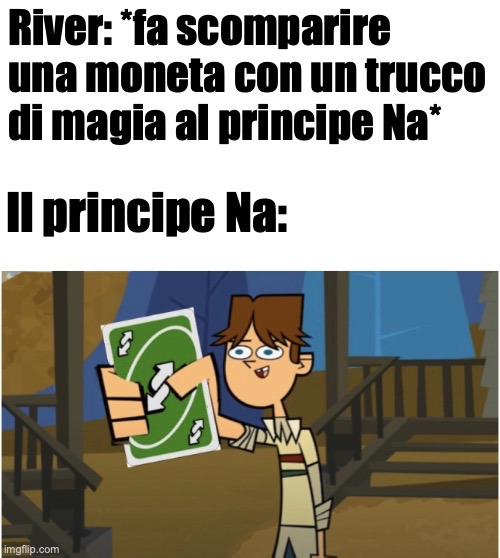 River: *fa scomparire
una moneta con un trucco
di magia al principe Na*
Il principe Na:
imgflip.com